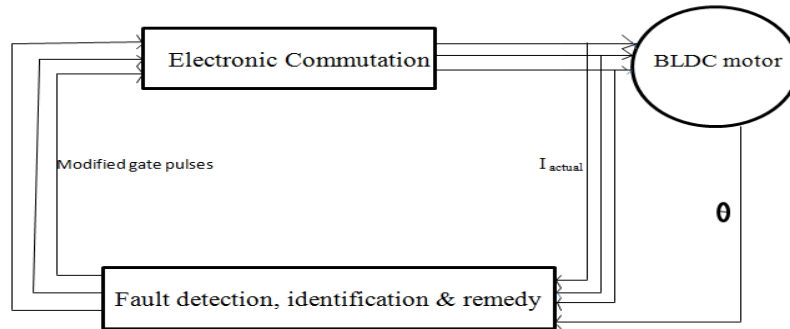 Electronic Commutation
BLDC motor
Modified gate pulses
I actual
θ
Fault detection, identification & remedy